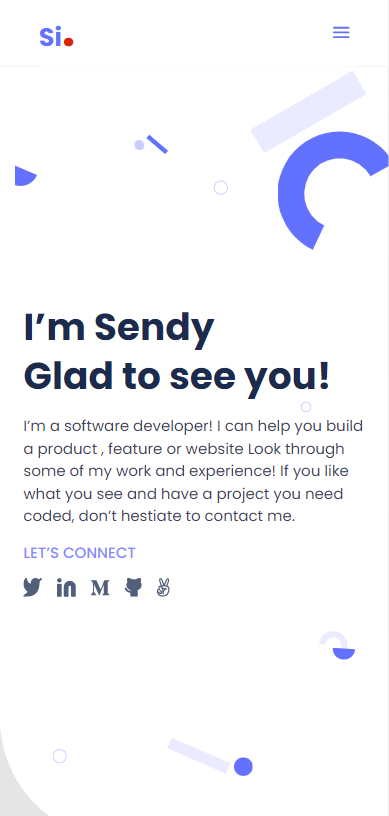 Si.
I’m Sendy
Glad to see you!
I’m a software developer! I can help you build
a product , feature or website Look through
some of my work and experience! If you like
what you see and have a project you need
coded, don’t hestiate to contact me.
LET’S CONNECT